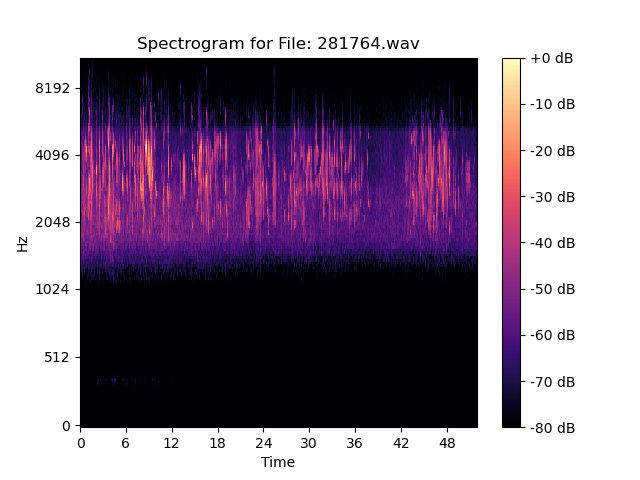 Spectrogram for File: 281764.wav
8192
4096
2048
1024
512
0
Hz
0 6 12 18 24 30 36 42 48
Time
+0 dB
-10 dB
-20 dB
-30 dB
-40 dB
-50 dB
-60 dB
-70 dB
-80 dB